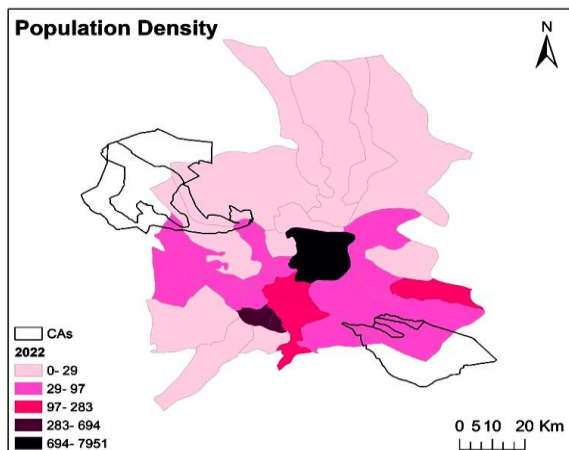 Population Density
N
CAs
2022
0- 29
29- 97
97- 283
283- 694
694- 7951
0 5 10 20 Km